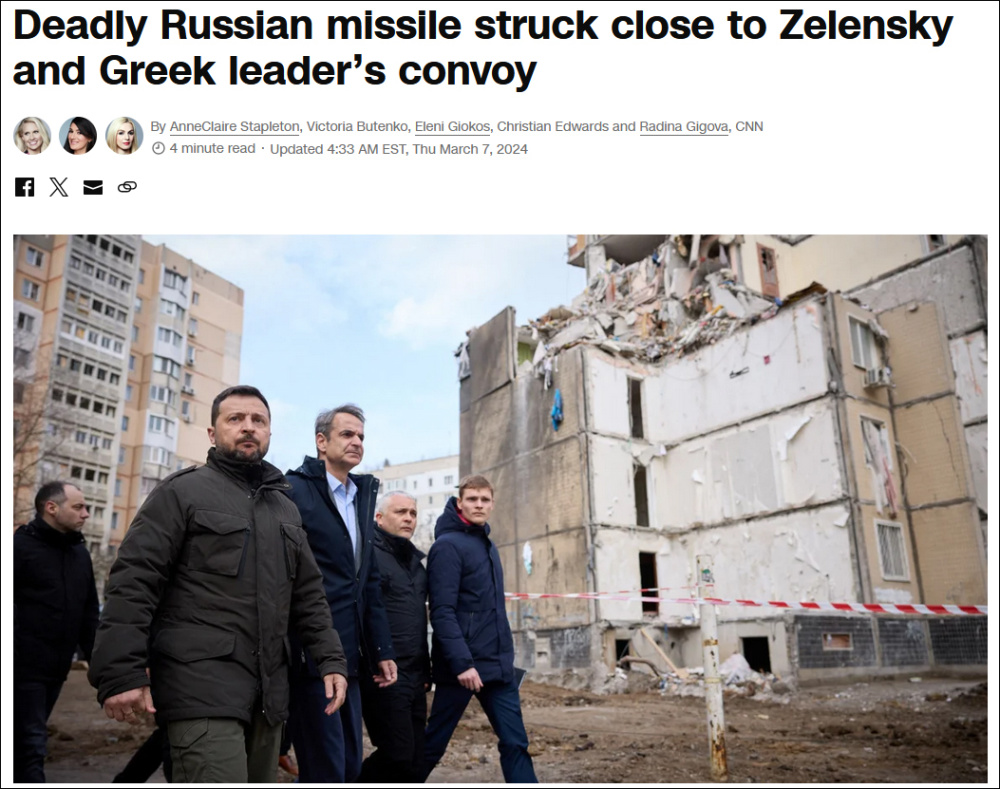 Deadly Russian missile struck close to Zelensky
and Greek leader’s convoy
By AnneClaire Stapleton, Victoria Butenko, Eleni Giokos, Christian Edwards and Radina Gigova, CNN
4 minute read · Updated 4:33 AM EST, Thu March 7, 2024